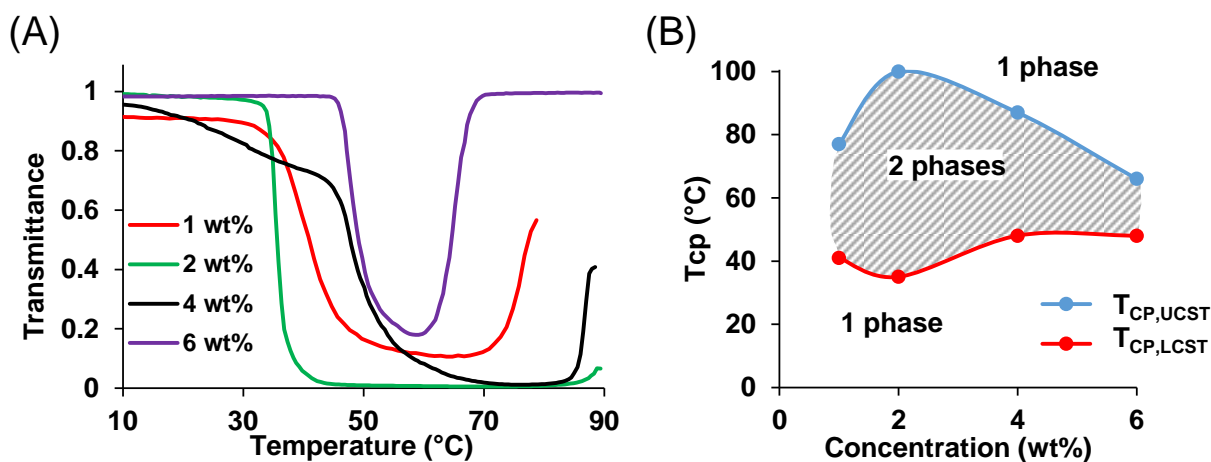 (A)
Transmittance
1
0.8
0.6
0.4
0.2
0
1 wt%
2 wt%
4 wt%
6 wt%
10 30 50 70 90
Temperature (°C)
(B)
Tcp (°C)
100
80
60
40
20
0
1 phase
2 phases
1 phase
T_CP,UCST
T_CP,LCST
0 2 4 6
Concentration (wt%)